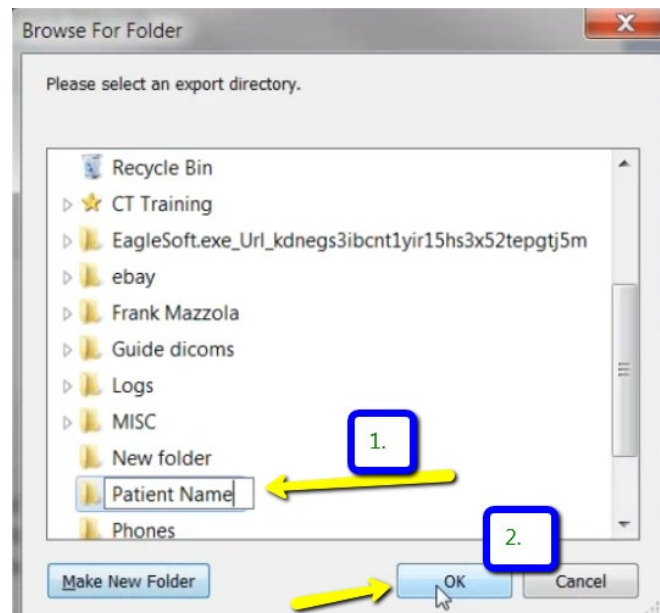 Browse For Folder
Please select an export directory.
Recycle Bin
CT Training
EagleSoft.exe_Url_kdnegs3ibcnt1yir15hs3x52tepgtj5m
ebay
Frank Mazzola
Guide dicoms
Logs
MISC
1.
New folder
Patient Name
Phones
2.
Make New Folder
OK
Cancel